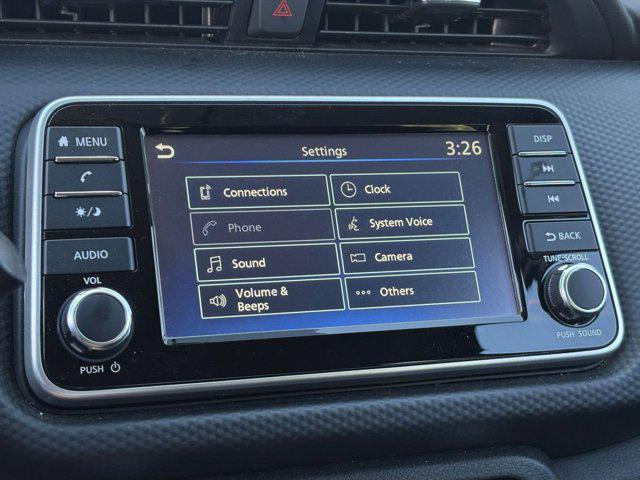 MENU
DISP
Settings
3:26
Connections
Clock
Phone
System Voice
Sound
Camera
Volume &
Beeps
Others
AUDIO
BACK
VOL
TUNE·SCROLL
PUSH
PUSH SOUND